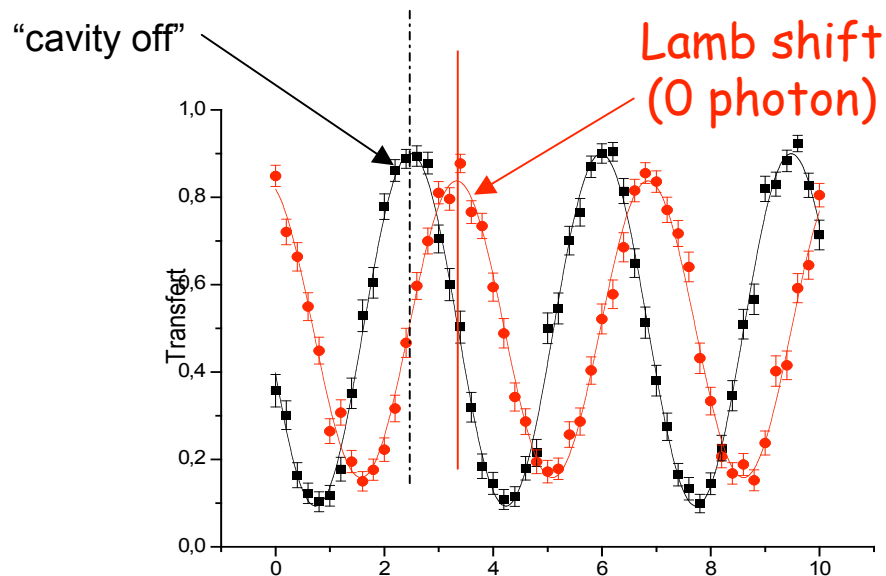 “cavity off”
Lamb shift
(0 photon)
1,0
0,8
0,6
0,4
0,2
0,0
Transfert
0 2 4 6 8 10